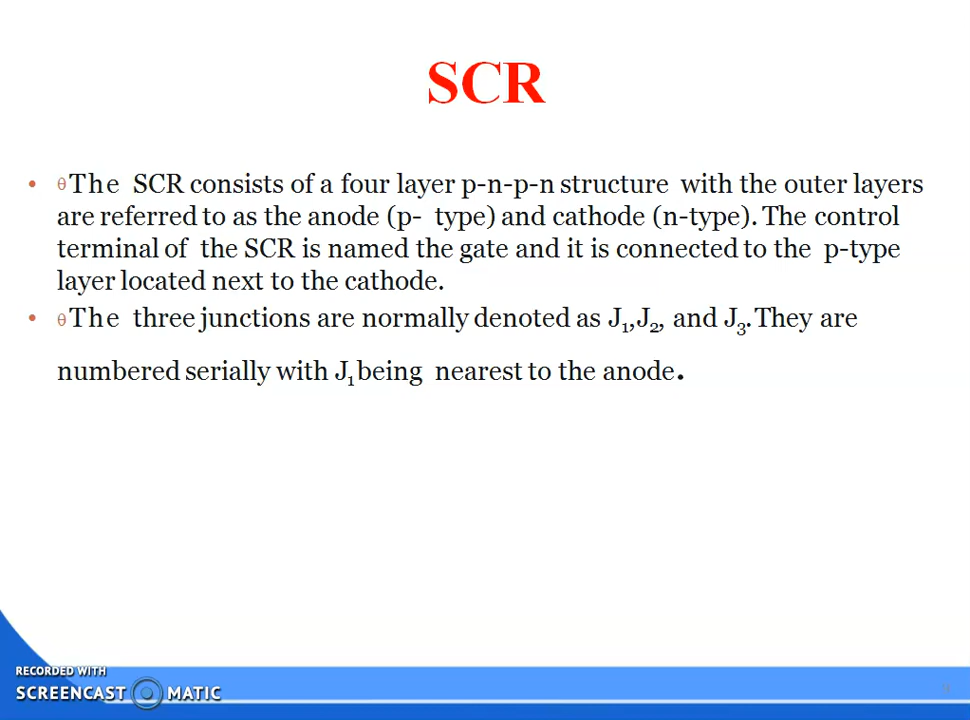 SCR
• θThe SCR consists of a four layer p-n-p-n structure with the outer layers
are referred to as the anode (p- type) and cathode (n-type). The control
terminal of the SCR is named the gate and it is connected to the p-type
layer located next to the cathode.
• θThe three junctions are normally denoted as J₁,J₂, and J₃.They are
numbered serially with J₁ being nearest to the anode.
RECORDED WITH
SCREENCAST MATIC